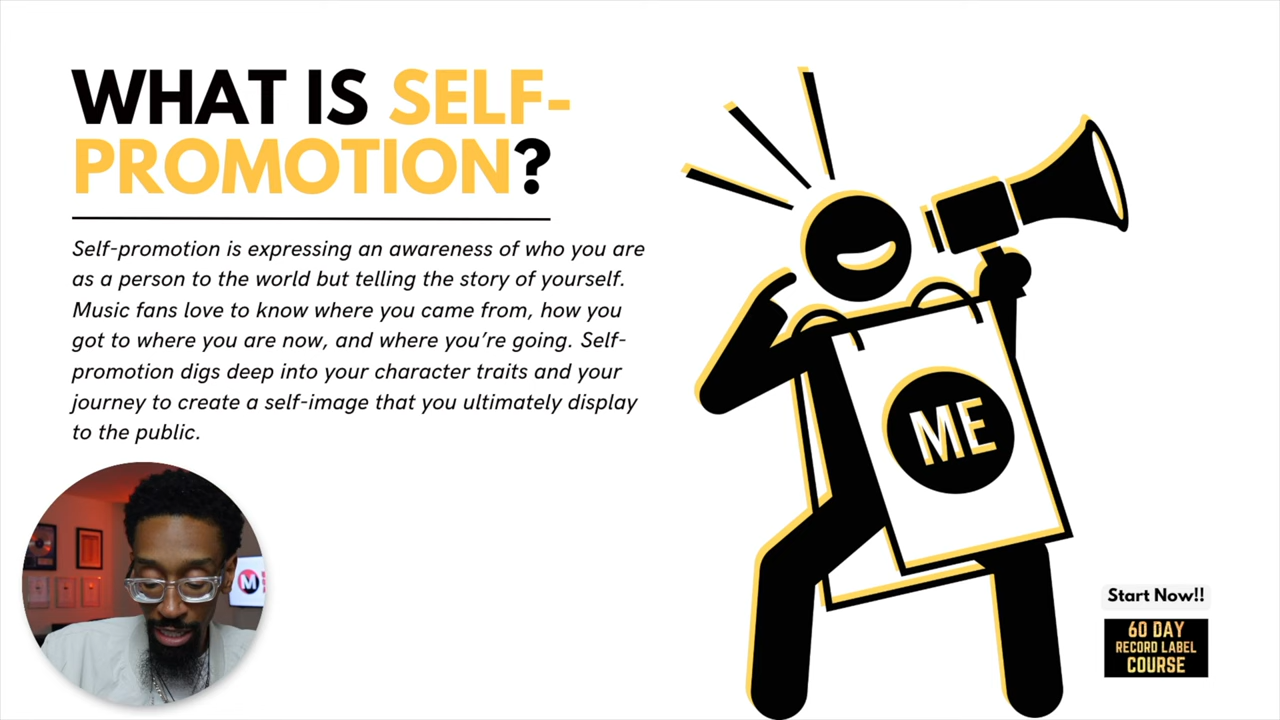 WHAT IS SELF-
PROMOTION?
Self-promotion is expressing an awareness of who you are
as a person to the world but telling the story of yourself.
Music fans love to know where you came from, how you
got to where you are now, and where you’re going. Self-
promotion digs deep into your character traits and your
journey to create a self-image that you ultimately display
to the public.
ME
M
Start Now!!
60 DAY
RECORD LABEL
COURSE